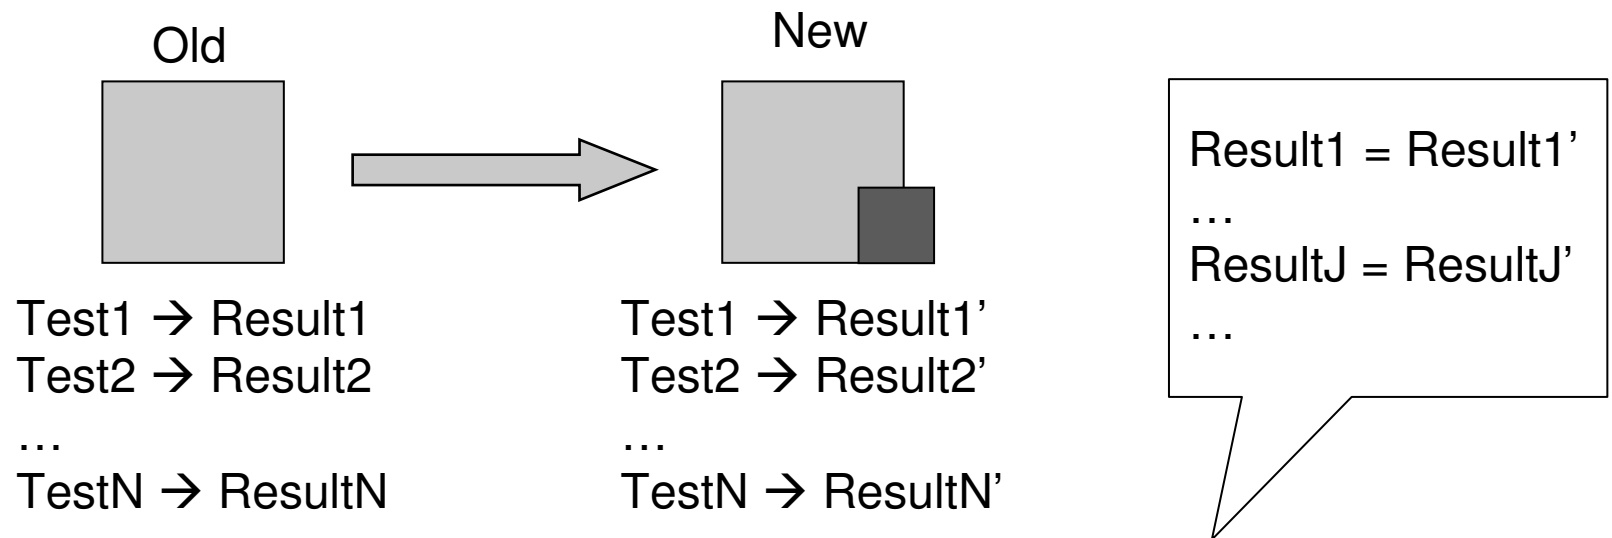 Old
Test1 → Result1
Test2 → Result2
…
TestN → ResultN
New
Test1 → Result1’
Test2 → Result2’
…
TestN → ResultN’
Result1 = Result1’
…
ResultJ = ResultJ’
…